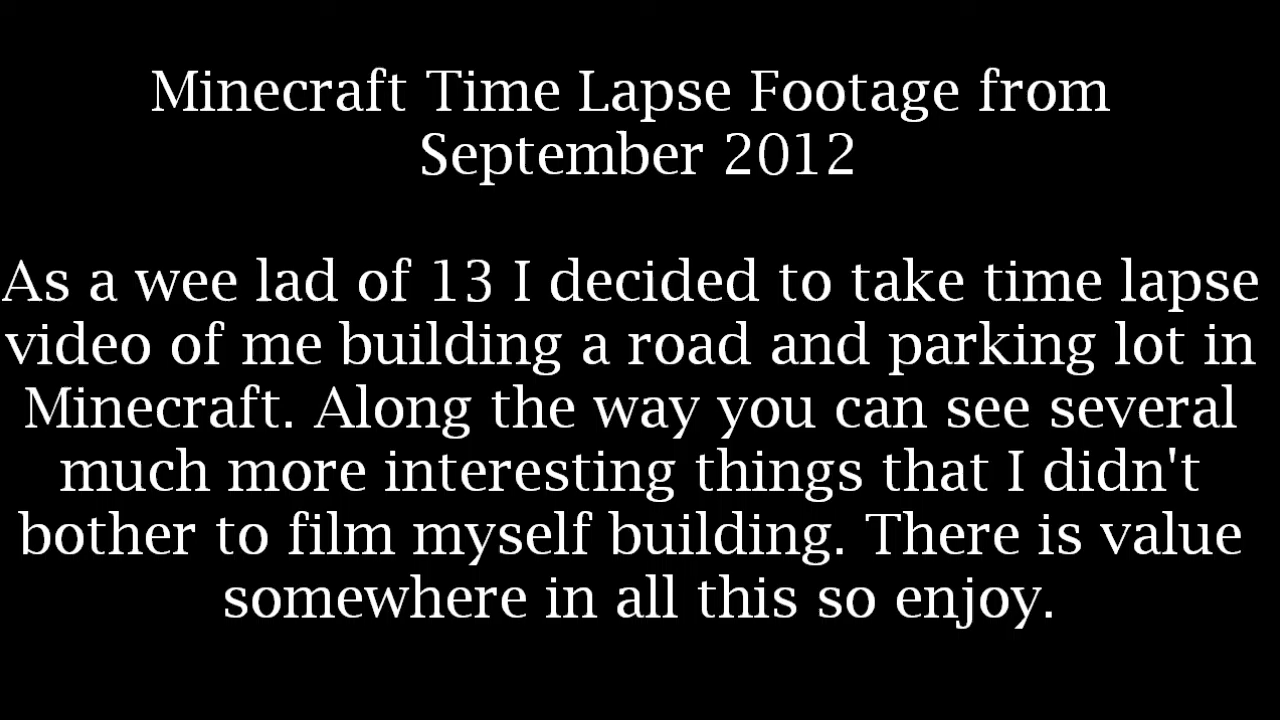 Minecraft Time Lapse Footage from
September 2012
As a wee lad of 13 I decided to take time lapse
video of me building a road and parking lot in
Minecraft. Along the way you can see several
much more interesting things that I didn't
bother to film myself building. There is value
somewhere in all this so enjoy.